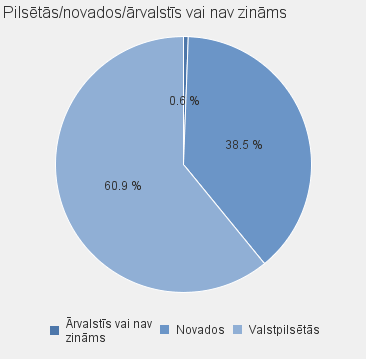 Pilsētās/novados/ārvalstīs vai nav zināms
0.6 %
38.5 %
60.9 %
Ārvalstīs vai nav
zināms
Novados
Valstpilsētās